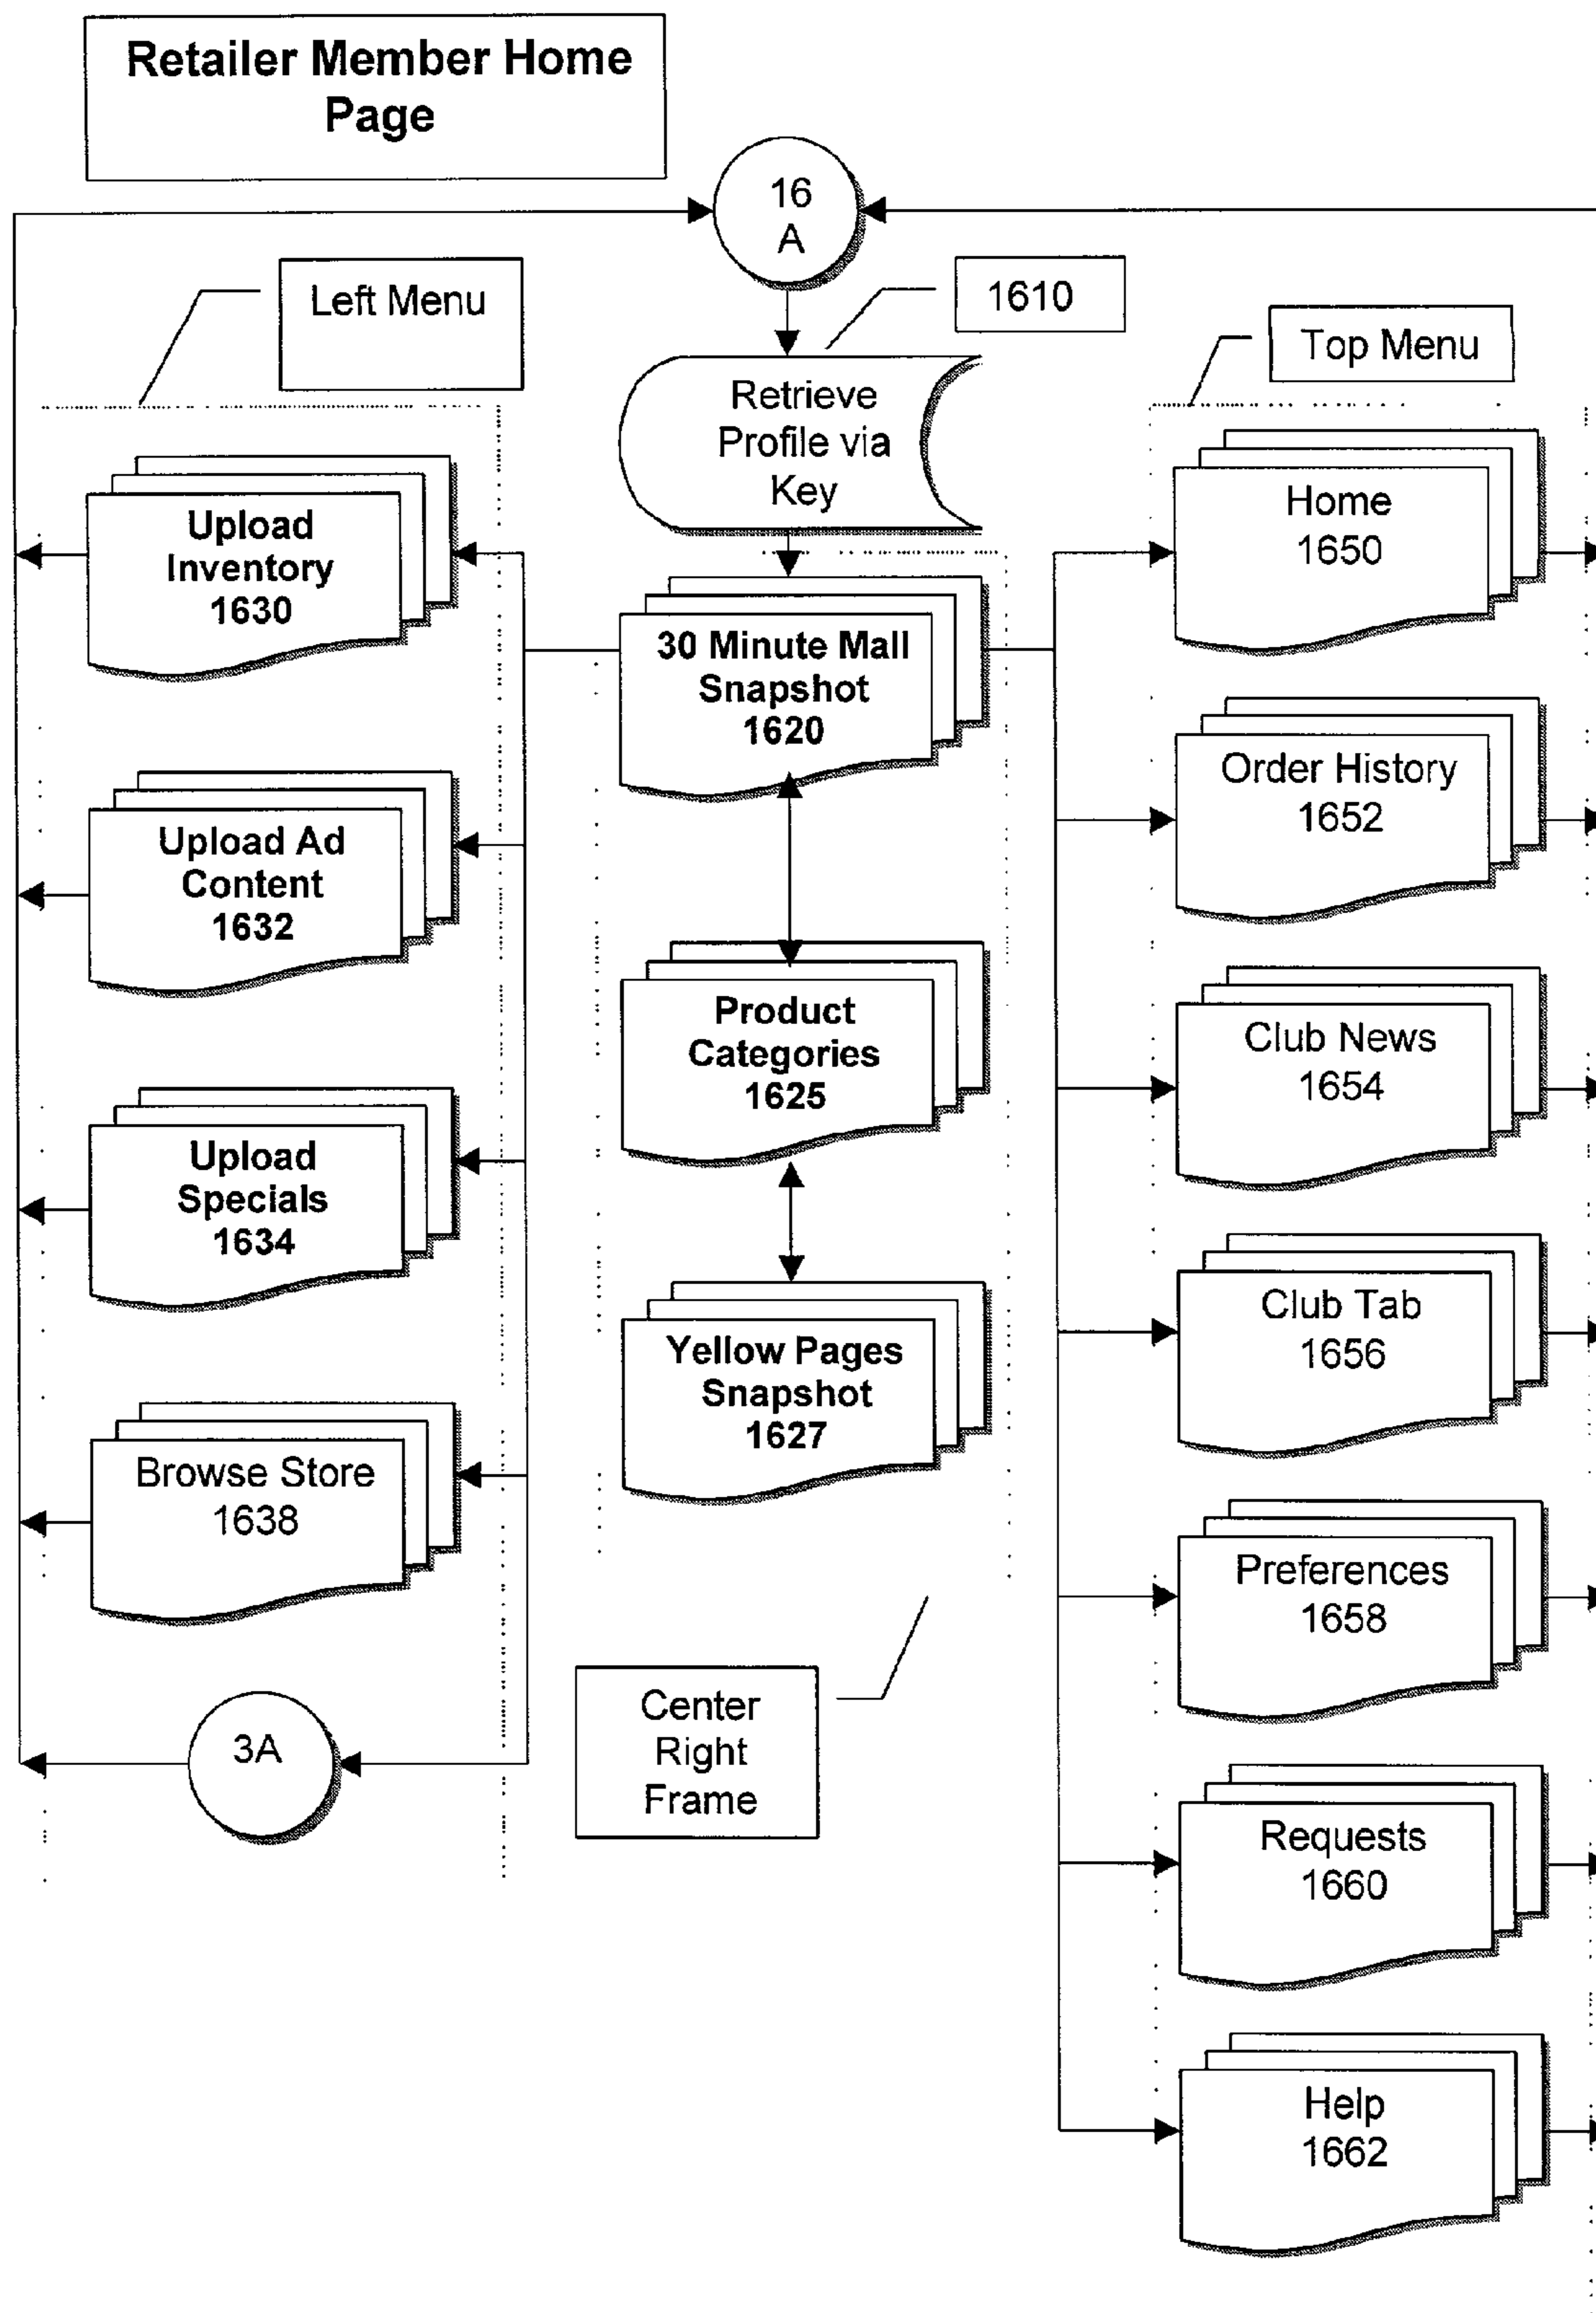 Retailer Member Home
Page
16
A
Left Menu
1610
Top Menu
Retrieve
Profile via
Key
Upload
Inventory
1630
Upload Ad
Content
1632
Upload
Specials
1634
Browse Store
1638
3A
30 Minute Mall
Snapshot
1620
Product
Categories
1625
Yellow Pages
Snapshot
1627
Center
Right
Frame
Home
1650
Order History
1652
Club News
1654
Club Tab
1656
Preferences
1658
Requests
1660
Help
1662